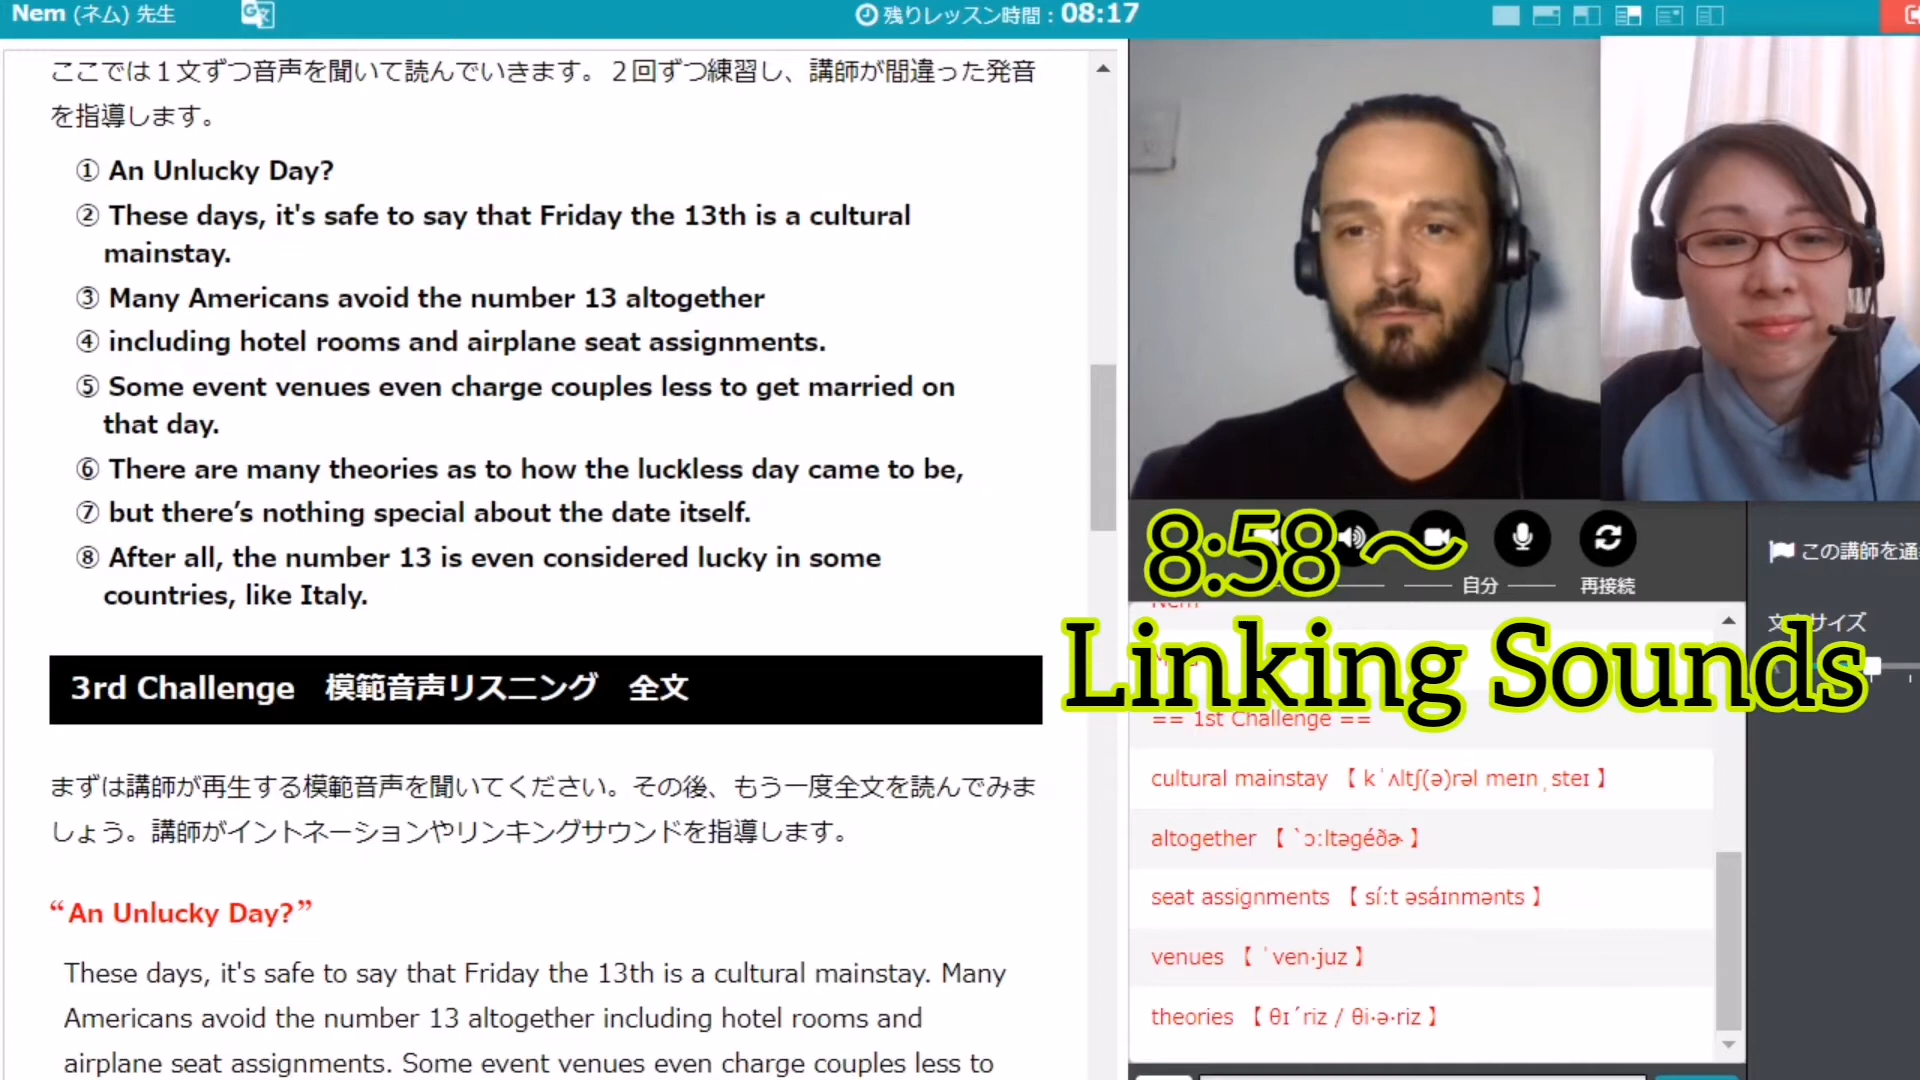 Nem (ネム) 先生
残りレッスン時間 : 08:17
ここでは１文ずつ音声を聞いて読んでいきます。２回ずつ練習し、講師が間違った発音
を指導します。
① An Unlucky Day?
② These days, it's safe to say that Friday the 13th is a cultural
mainstay.
③ Many Americans avoid the number 13 altogether
④ including hotel rooms and airplane seat assignments.
⑤ Some event venues even charge couples less to get married on
that day.
⑥ There are many theories as to how the luckless day came to be,
⑦ but there’s nothing special about the date itself.
⑧ After all, the number 13 is even considered lucky in some
countries, like Italy.
3rd Challenge　模範音声リスニング　全文
まずは講師が再生する模範音声を聞いてください。その後、もう一度全文を読んでみま
しょう。講師がイントネーションやリンキングサウンドを指導します。
“An Unlucky Day?”
These days, it's safe to say that Friday the 13th is a cultural mainstay. Many
Americans avoid the number 13 altogether including hotel rooms and
airplane seat assignments. Some event venues even charge couples less to
8:58～
Linking Sounds
自分
再接続
この講師を通
サイズ
Nem
== 1st Challenge ==
cultural mainstay 【 kˈʌltʃ(ə)rəl meɪnˌsteɪ 】
altogether 【 `ɔːltəgéðɚ 】
seat assignments 【 síːt əsáɪnmənts 】
venues 【 ˈven·juz 】
theories 【 θɪˊriz / θi·ə·riz 】